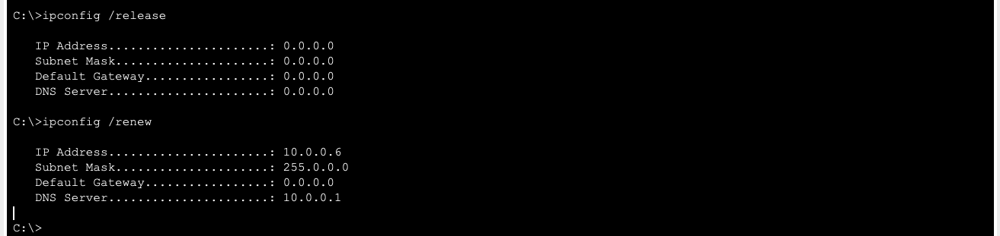 C:\>ipconfig /release
IP Address......................: 0.0.0.0
Subnet Mask.....................: 0.0.0.0
Default Gateway.................: 0.0.0.0
DNS Server......................: 0.0.0.0
C:\>ipconfig /renew
IP Address......................: 10.0.0.6
Subnet Mask.....................: 255.0.0.0
Default Gateway.................: 0.0.0.0
DNS Server......................: 10.0.0.1
C:\>